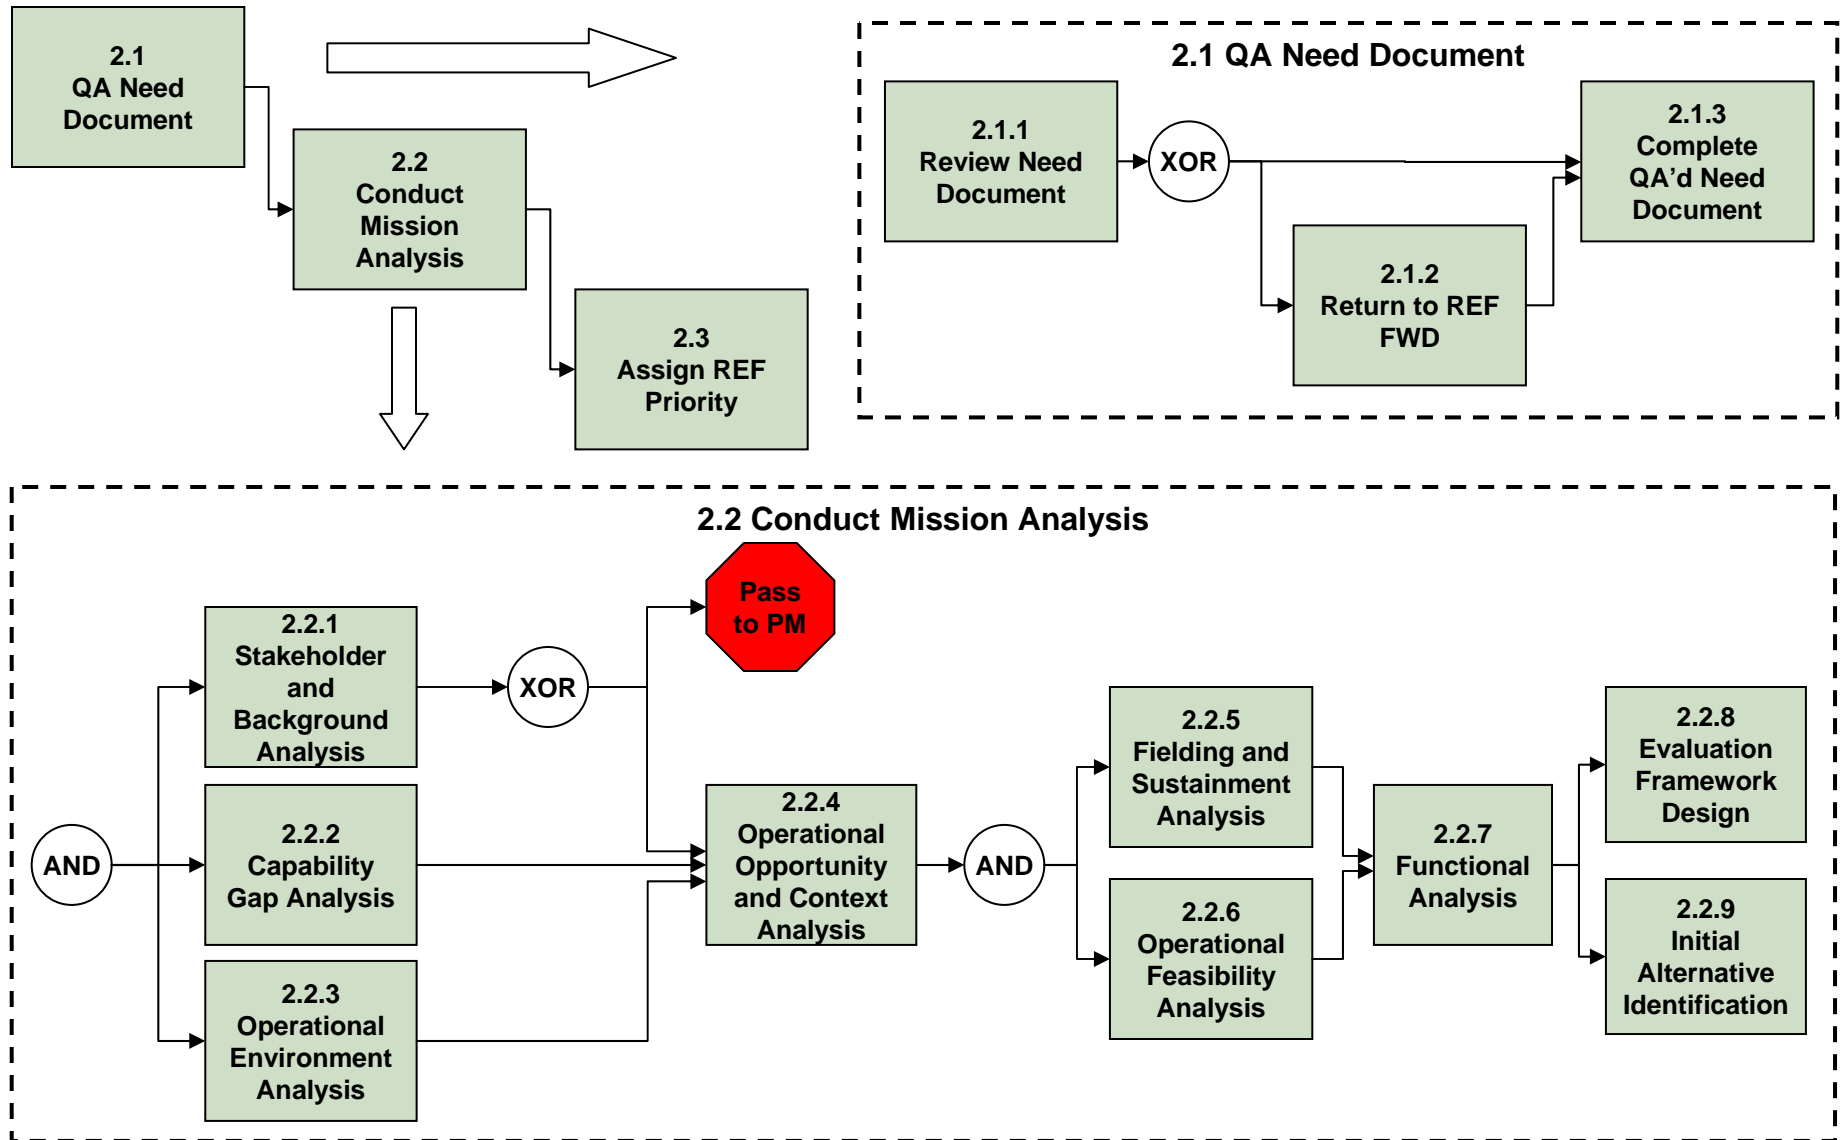 2.1
QA Need
Document
2.2
Conduct
Mission
Analysis
2.3
Assign REF
Priority
2.1 QA Need Document
2.1.1
Review Need
Document
XOR
2.1.2
Return to REF
FWD
2.1.3
Complete
QA’d Need
Document
2.2 Conduct Mission Analysis
AND
2.2.1
Stakeholder
and
Background
Analysis
XOR
Pass
to PM
2.2.2
Capability
Gap Analysis
2.2.3
Operational
Environment
Analysis
2.2.4
Operational
Opportunity
and Context
Analysis
AND
2.2.5
Fielding and
Sustainment
Analysis
2.2.6
Operational
Feasibility
Analysis
2.2.7
Functional
Analysis
2.2.8
Evaluation
Framework
Design
2.2.9
Initial
Alternative
Identification